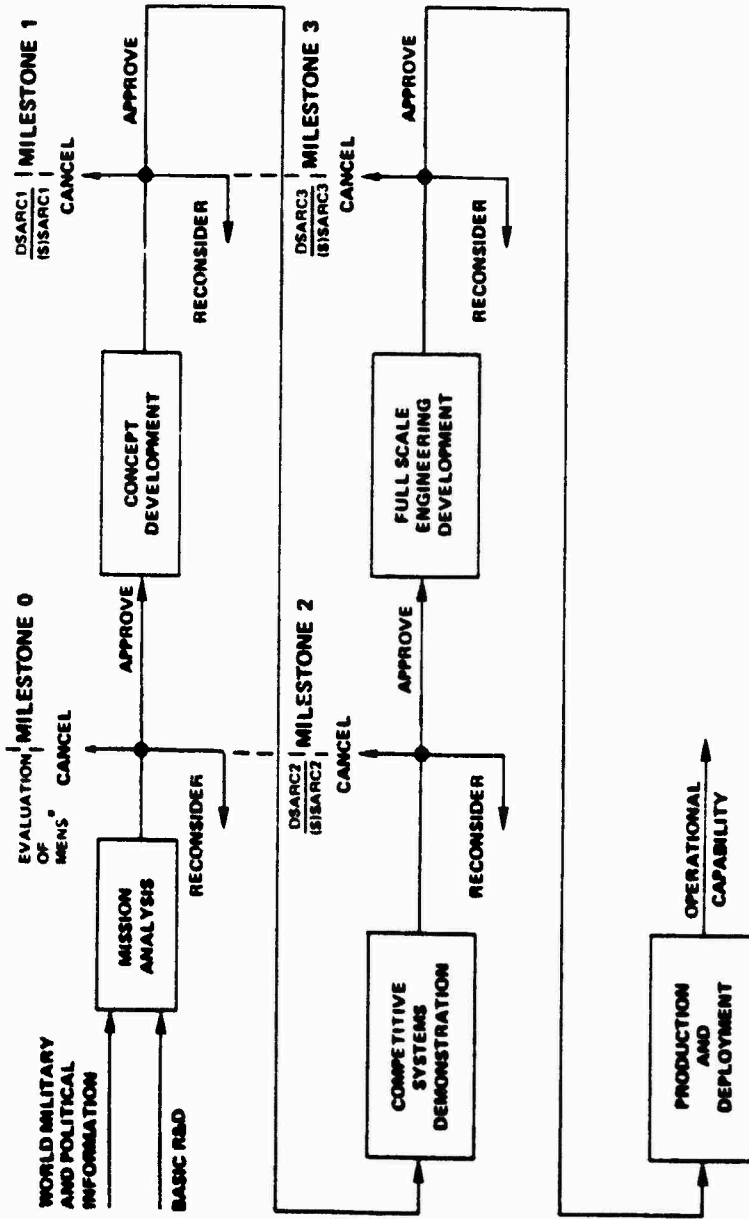 WORLD MILITARY
AND POLITICAL
INFORMATION
BASIC R&D
MISSION
ANALYSIS
EVALUATION
OF
MENS*
MILESTONE 0
CANCEL
APPROVE
RECONSIDER
CONCEPT
DEVELOPMENT
DSARC1
(S)SARC1
MILESTONE 1
CANCEL
APPROVE
RECONSIDER
COMPETITIVE
SYSTEMS
DEMONSTRATION
DSARC2
(S)SARC2
MILESTONE 2
CANCEL
APPROVE
RECONSIDER
FULL SCALE
ENGINEERING
DEVELOPMENT
DSARC3
(S)SARC3
MILESTONE 3
CANCEL
APPROVE
RECONSIDER
PRODUCTION
AND
DEPLOYMENT
OPERATIONAL
CAPABILITY